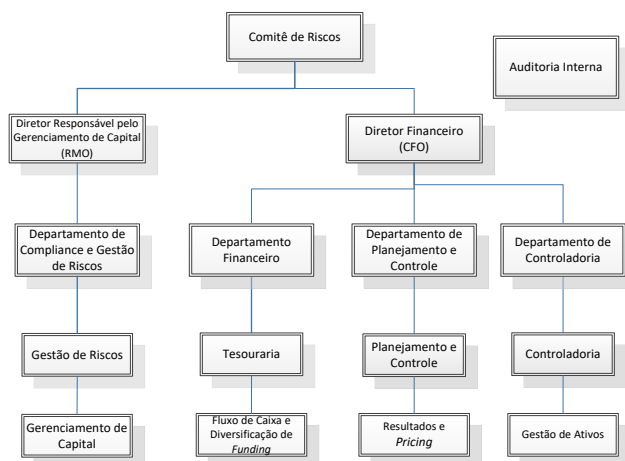 Comitê de Riscos
Auditoria Interna
Diretor Responsável pelo
Gerenciamento de Capital
(RMO)
Diretor Financeiro
(CFO)
Departamento de
Compliance e Gestão
de Riscos
Departamento
Financeiro
Departamento de
Planejamento e
Controle
Departamento de
Controladoria
Gestão de Riscos
Tesouraria
Planejamento e
Controle
Controladoria
Gerenciamento de
Capital
Fluxo de Caixa e
Diversificação de
Funding
Resultados e
Pricing
Gestão de Ativos